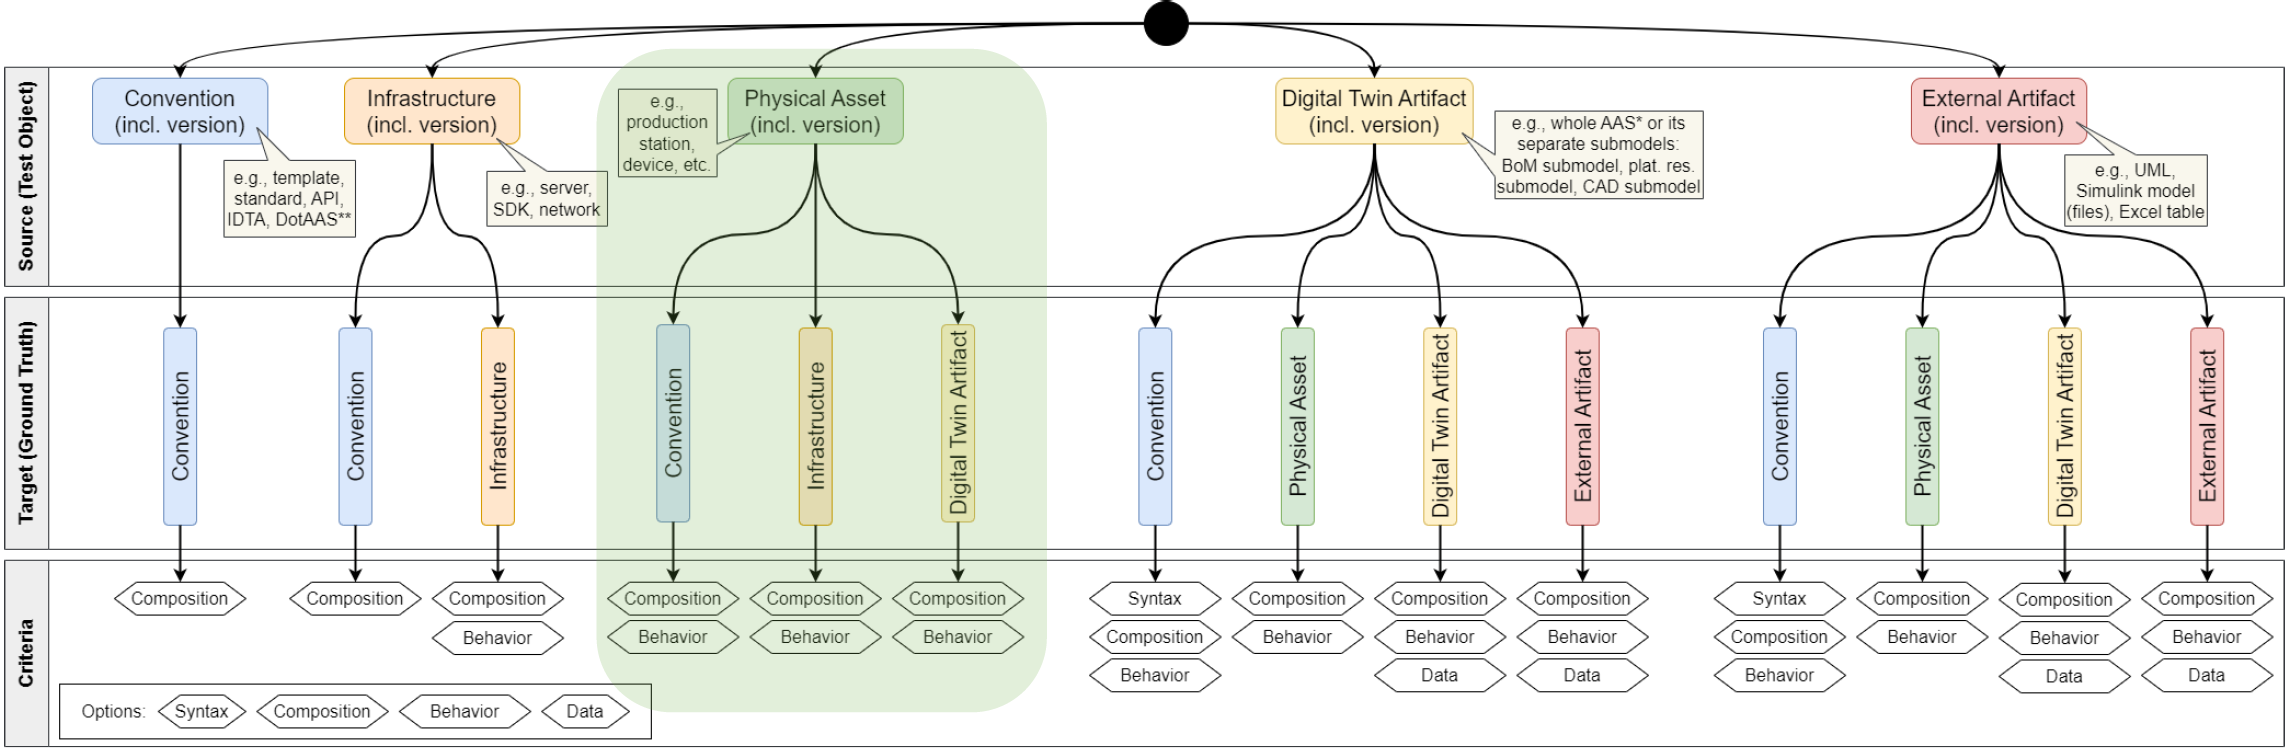 Source (Test Object)
Convention
(incl. version)
e.g., template,
standard, API,
IDTA, DotAAS**
Infrastructure
(incl. version)
e.g., server,
SDK, network
e.g.,
production
station,
device, etc.
Physical Asset
(incl. version)
Digital Twin Artifact
(incl. version)
e.g., whole AAS* or its
separate submodels:
BoM submodel, plat. res.
submodel, CAD submodel
External Artifact
(incl. version)
e.g., UML,
Simulink model
(files), Excel table
Target (Ground Truth)
Convention
Convention
Infrastructure
Convention
Infrastructure
Digital Twin Artifact
Convention
Physical Asset
Digital Twin Artifact
External Artifact
Convention
Physical Asset
Digital Twin Artifact
External Artifact
Criteria
Composition
Composition
Composition
Behavior
Composition
Behavior
Composition
Behavior
Composition
Behavior
Syntax
Composition
Behavior
Composition
Behavior
Composition
Behavior
Data
Composition
Behavior
Data
Syntax
Composition
Behavior
Composition
Behavior
Composition
Behavior
Data
Composition
Behavior
Data
Options: Syntax Composition Behavior Data